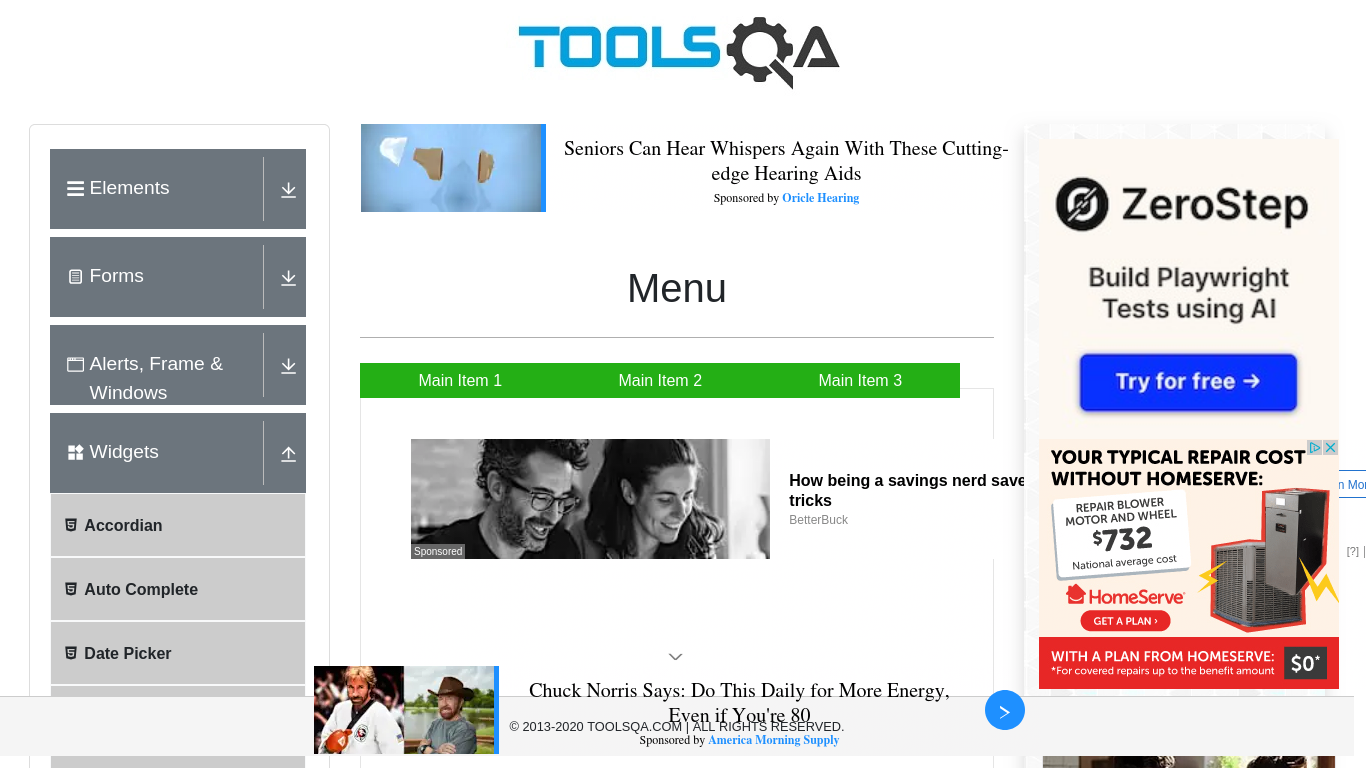 TOOLSQA
Elements
Forms
Alerts, Frame &
Windows
Widgets
Accordian
Auto Complete
Date Picker
Seniors Can Hear Whispers Again With These Cutting-
edge Hearing Aids
Sponsored by Oricle Hearing
Menu
Main Item 1
Main Item 2
Main Item 3
Sponsored
How being a savings nerd save
tricks
BetterBuck
ZeroStep
Build Playwright
Tests using AI
Try for free →
YOUR TYPICAL REPAIR COST
WITHOUT HOMESERVE:
REPAIR BLOWER
MOTOR AND WHEEL
$732
National average cost
HomeServe
GET A PLAN ›
WITH A PLAN FROM HOMESERVE:
*For covered repairs up to the benefit amount
$0*
n Mor
[?] |
Chuck Norris Says: Do This Daily for More Energy,
Even if You're 80
Sponsored by America Morning Supply
© 2013-2020 TOOLSQA.COM | ALL RIGHTS RESERVED.